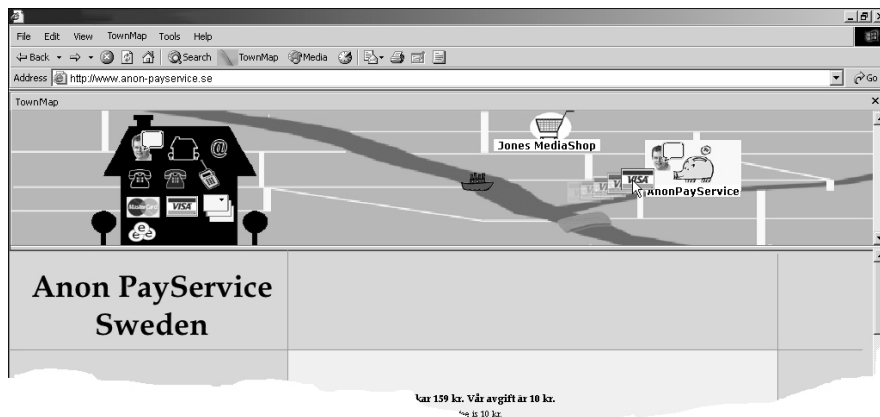 File Edit View TownMap Tools Help
Back Search TownMap Media
Address http://www.anon-payservice.se Go
TownMap
Jones MediaShop
VISA
AnonPayService
@
MasterCard VISA
e
e e
Anon PayService
Sweden
kar 159 kr. Vår avgift är 10 kr.
is 10 kr.